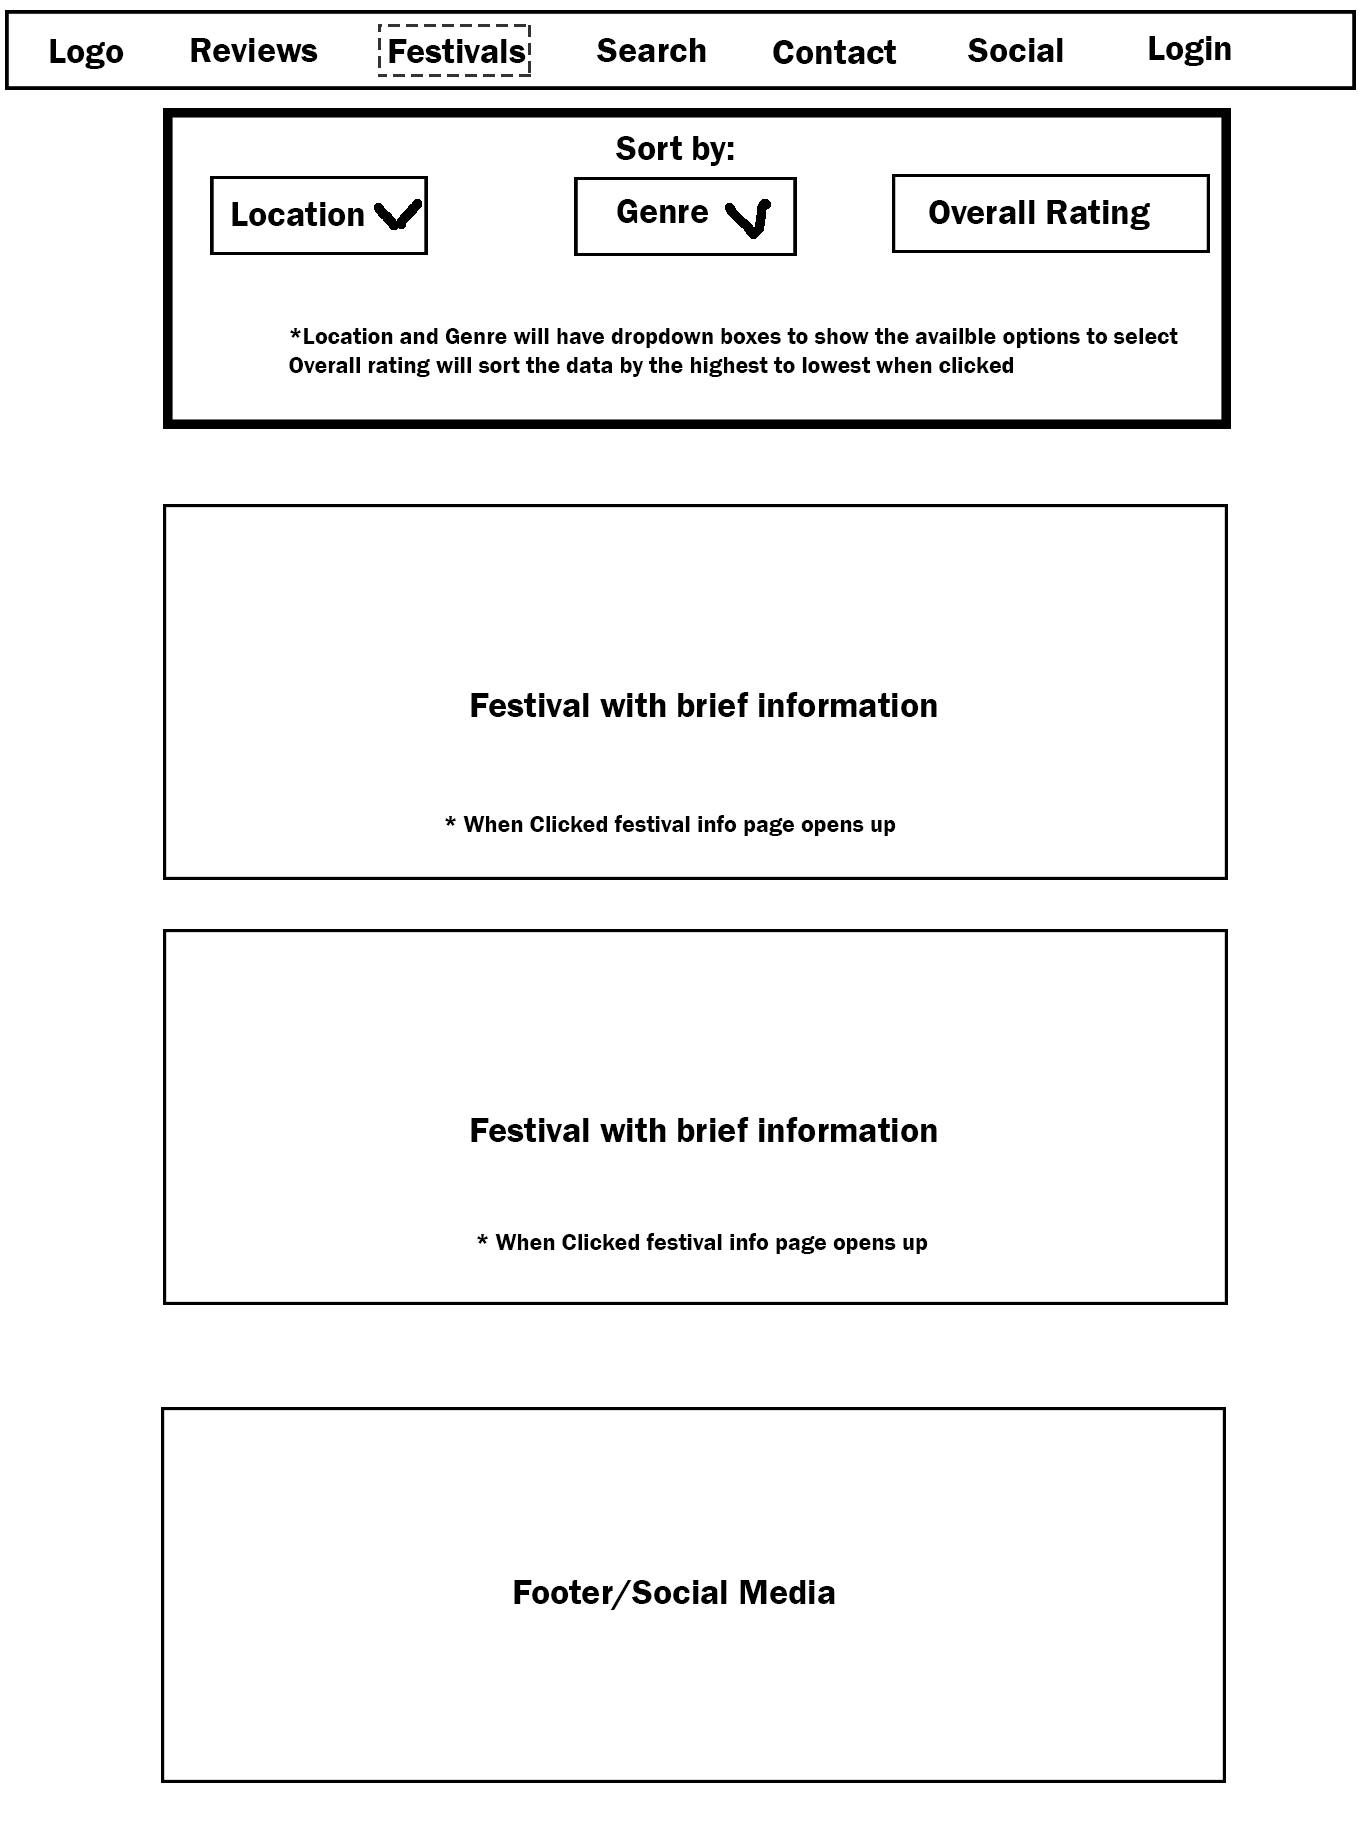 Logo Reviews Festivals Search Contact Social Login
Sort by:
Location Genre Overall Rating
*Location and Genre will have dropdown boxes to show the availble options to select
Overall rating will sort the data by the highest to lowest when clicked
Festival with brief information
* When Clicked festival info page opens up
Festival with brief information
* When Clicked festival info page opens up
Footer/Social Media